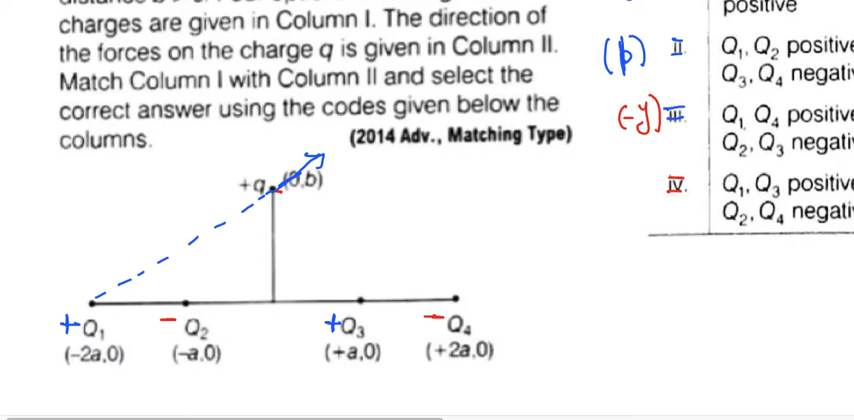 charges are given in Column I. The direction of
the forces on the charge q is given in Column II.
Match Column I with Column II and select the
correct answer using the codes given below the
columns.
(2014 Adv., Matching Type)
+q (0,b)
+Q₁ −Q₂ +Q₃ −Q₄
(−2a,0) (−a,0) (+a,0) (+2a,0)
positive
(p) II. Q₁, Q₂ positive
Q₃, Q₄ negati
(-y) III. Q₁, Q₄ positive
Q₂, Q₃ negati
IV. Q₁, Q₃ positive
Q₂, Q₄ negati